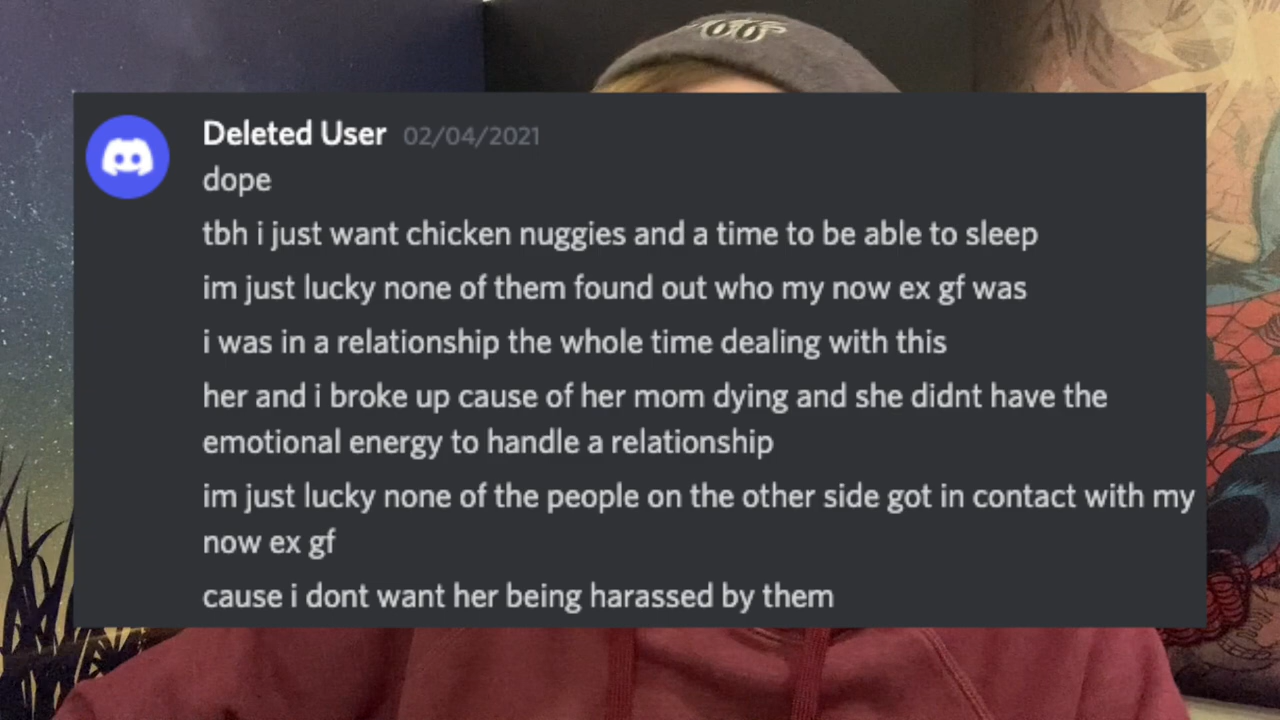 Deleted User 02/04/2021
dope
tbh i just want chicken nuggies and a time to be able to sleep
im just lucky none of them found out who my now ex gf was
i was in a relationship the whole time dealing with this
her and i broke up cause of her mom dying and she didnt have the
emotional energy to handle a relationship
im just lucky none of the people on the other side got in contact with my
now ex gf
cause i dont want her being harassed by them